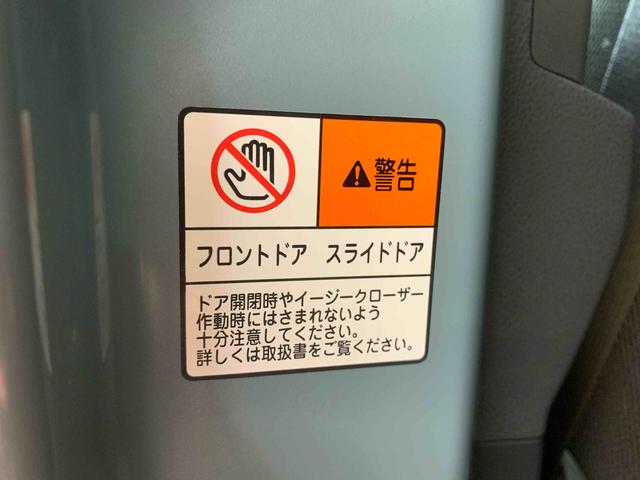 警告
フロントドア スライドドア
ドア開閉時やイージークローザー
作動時にはさまれないよう
十分注意してください。
詳しくは取扱書をご覧ください。